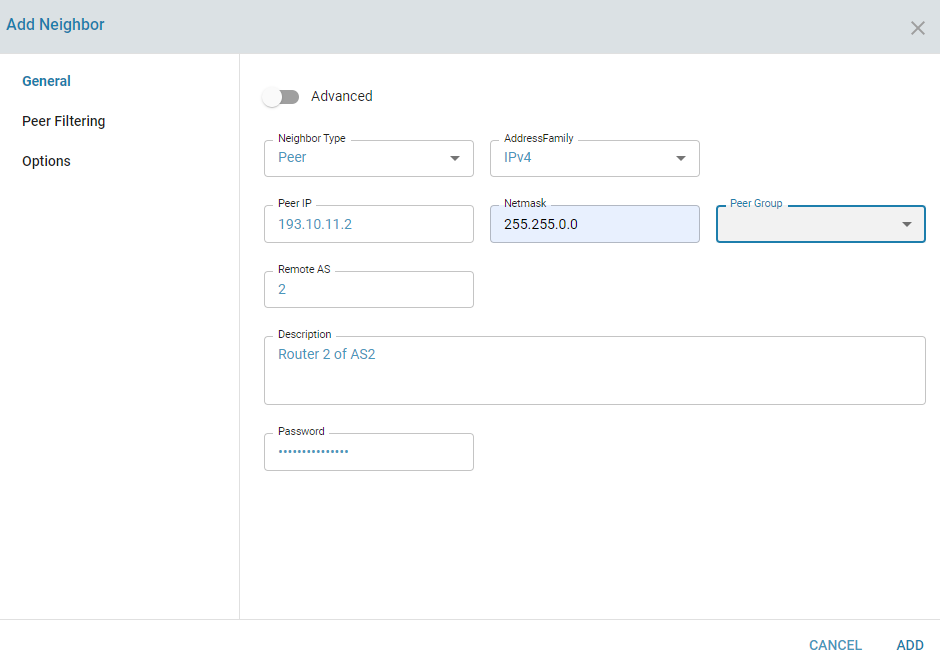 Add Neighbor
General
Peer Filtering
Options
Advanced
Neighbor Type
Peer
AddressFamily
IPv4
Peer IP
193.10.11.2
Netmask
255.255.0.0
Peer Group
Remote AS
2
Description
Router 2 of AS2
Password
•••••••••••••••
CANCEL
ADD